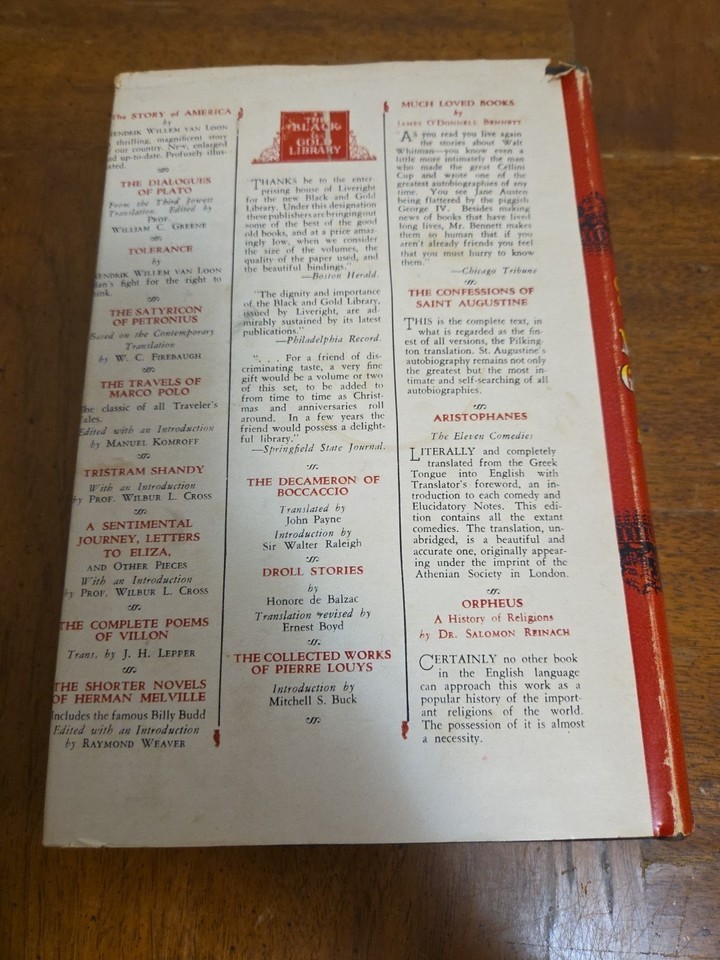 The STORY of AMERICA
by
HENDRIK WILLEM VAN LOON
thrilling, magnificent story
our country. New, enlarged
and up-to-date. Profusely illus-
ated.
THE DIALOGUES
OF PLATO
From the Third Jowett
Translation. Edited by
PROF.
WILLIAM C. GREENE
TOLERANCE
by
HENDRIK WILLEM VAN LOON
an's fight for the right to
hink.
THE SATYRICON
OF PETRONIUS
Based on the Contemporary
Translation
by W. C. FIREBAUGH
THE TRAVELS OF
MARCO POLO
The classic of all Traveler's
Tales.
Edited with an Introduction
by MANUEL KOMROFF
TRISTRAM SHANDY
With an Introduction
by PROF. WILBUR L. CROSS
A SENTIMENTAL
JOURNEY, LETTERS
TO ELIZA,
AND OTHER PIECES
With an Introduction
by PROF. WILBUR L. CROSS
THE COMPLETE POEMS
OF VILLON
Trans. by J. H. LEPPER
THE SHORTER NOVELS
OF HERMAN MELVILLE
Includes the famous Billy Budd
Edited with an Introduction
by RAYMOND WEAVER
THE
BLACK
&
GOLD
LIBRARY
"THANKS be to the enter-
prising house of Liveright
for the new Black and Gold
Library. Under this designation
these publishers are bringing out
some of the best of the good
old books, and at a price amaz-
ingly low, when we consider
the size of the volumes, the
quality of the paper used, and
the beautiful bindings."
—Boston Herald.
"The dignity and importance
of the Black and Gold Library,
issued by Liveright, are ad-
mirably sustained by its latest
publications."
—Philadelphia Record.
". . . For a friend of dis-
criminating taste, a very fine
gift would be a volume or two
of this set, to be added to
from time to time as Christ-
mas and anniversaries roll
around. In a few years the
friend would possess a delight-
ful library."
—Springfield State Journal.
THE DECAMERON OF
BOCCACCIO
Translated by
John Payne
Introduction by
Sir Walter Raleigh
DROLL STORIES
by
Honore de Balzac
Translation revised by
Ernest Boyd
THE COLLECTED WORKS
OF PIERRE LOUYS
Introduction by
Mitchell S. Buck
MUCH LOVED BOOKS
by
JAMES O'DONNELL BENNETT
"AS you read you live again
the stories about Walt
Whitman—you know even a
little more intimately the man
who made the great Cellini
Cup and wrote one of the
greatest autobiographies of any
time. You see Jane Austen
being flattered by the piggish
George IV. Besides making
news of books that have lived
long lives, Mr. Bennett makes
them so human that if you
aren't already friends you feel
that you must hurry to know
them."
—Chicago Tribune
THE CONFESSIONS OF
SAINT AUGUSTINE
THIS is the complete text, in
what is regarded as the fin-
est of all versions, the Pilking-
ton translation. St. Augustine's
autobiography remains not only
the greatest but the most in-
timate and self-searching of all
autobiographies.
ARISTOPHANES
The Eleven Comedies
LITERALLY and completely
translated from the Greek
Tongue into English with
Translator's foreword, an in-
troduction to each comedy and
Elucidatory Notes. This edi-
tion contains all the extant
comedies. The translation, un-
abridged, is a beautiful and
accurate one, originally appear-
ing under the imprint of the
Athenian Society in London.
ORPHEUS
A History of Religions
by DR. SALOMON REINACH
CERTAINLY no other book
in the English language
can approach this work as a
popular history of the import-
ant religions of the world.
The possession of it is almost
a necessity.